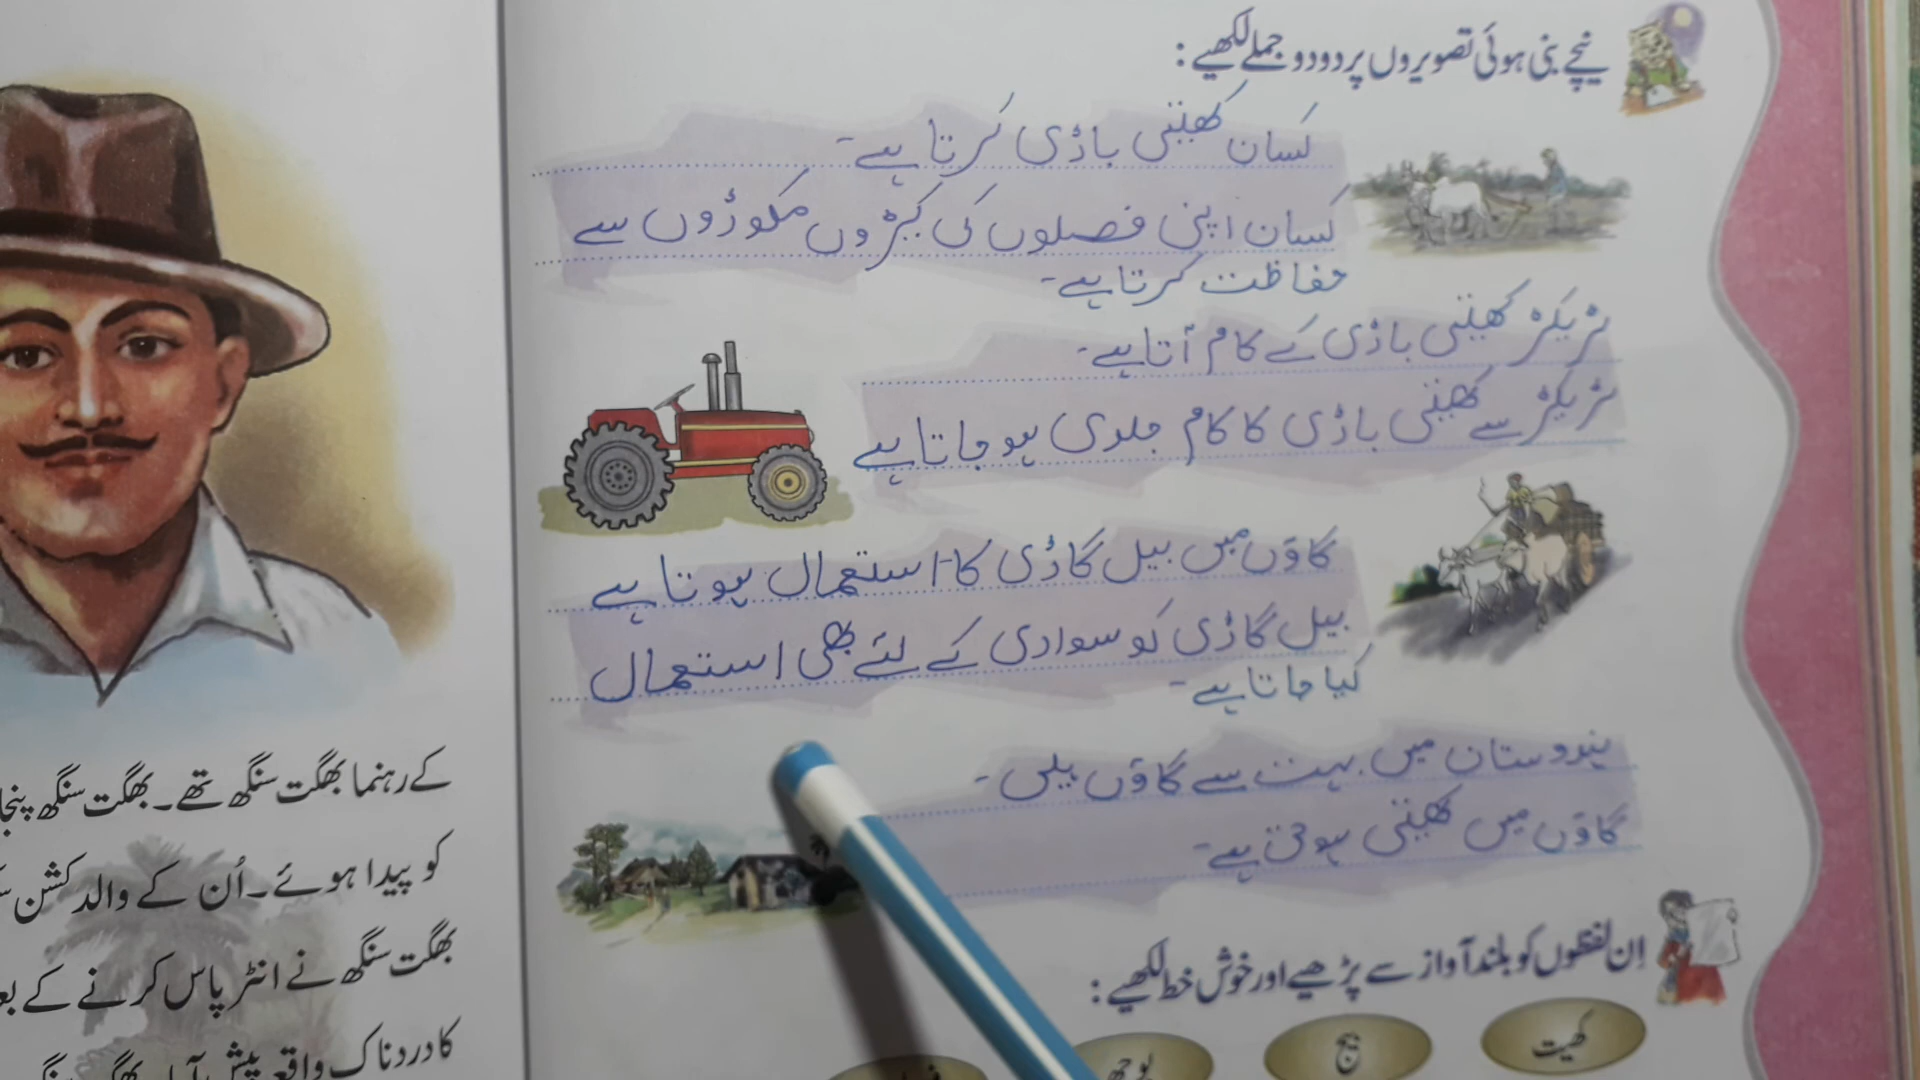 نیچے بنی ہوئی تصویروں پر دو دو جملے لکھیے :
کسان کھیتی باڑی کرتا ہے۔
کسان اپنی فصلوں کی کیڑوں مکوڑوں سے
حفاظت کرتا ہے۔
ٹریکٹر کھیتی باڑی کے کام آتا ہے۔
ٹریکٹر سے کھیتی باڑی کا کام جلدی ہو جاتا ہے
گاؤں میں بیل گاڑی کا استعمال ہوتا ہے
بیل گاڑی کو سواری کے لئے بھی استعمال
کیا جاتا ہے۔
ہندوستان میں بہت سے گاؤں ہیں۔
گاؤں میں کھیتی ہوتی ہے۔
اِن لفظوں کو بلند آواز سے پڑھیے اور خوش خط لکھیے :
کھیت
بیج
بوجھ
کے رہنما بھگت سنگھ تھے۔ بھگت سنگھ
کو پیدا ہوئے۔ اُن کے والد کشن
بھگت سنگھ نے انٹر پاس کرنے کے
کا دردناک واقعہ پیش آیا۔